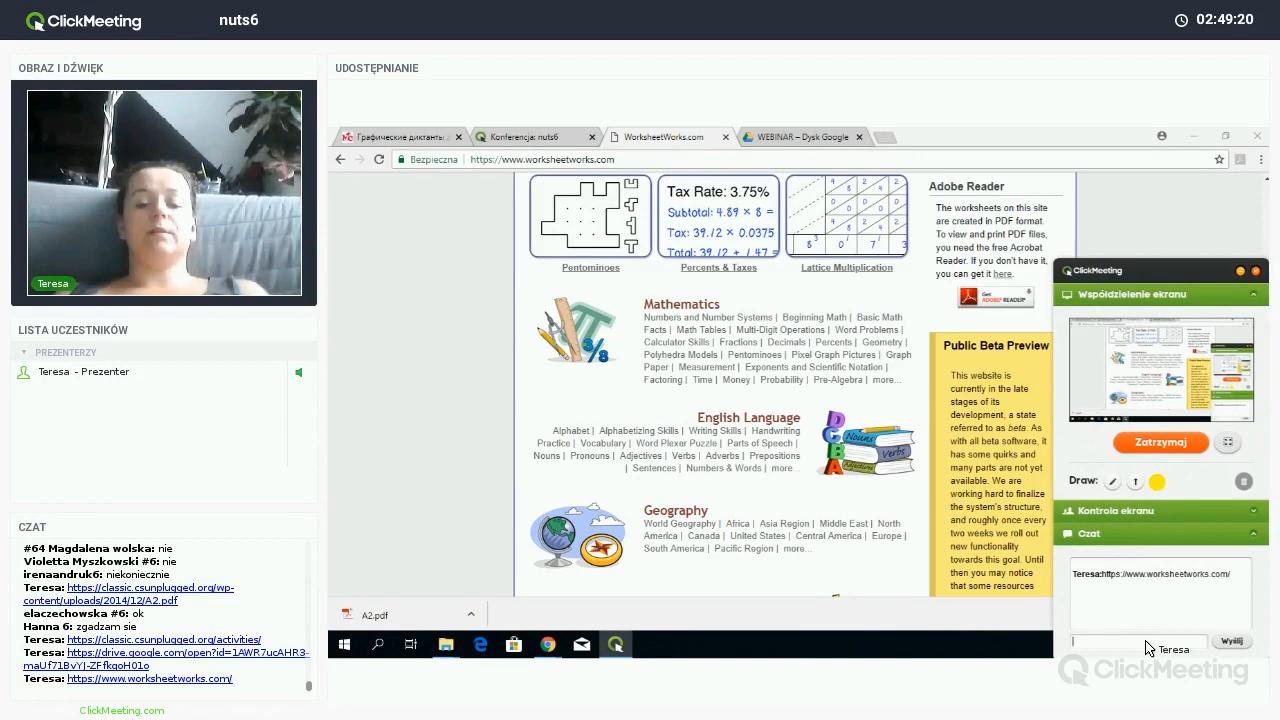 ClickMeeting
nuts6
02:49:20
OBRAZ I DŹWIĘK
Teresa
LISTA UCZESTNIKÓW
PREZENTERZY
Teresa - Prezenter
CZAT
#64 Magdalena wolska: nie
Violetta Myszkowski #6: nie
irenaandruk6: niekoniecznie
Teresa: https://classic.csunplugged.org/wp-
content/uploads/2014/12/A2.pdf
elaczechowska #6: ok
Hanna 6: zgadzam sie
Teresa: https://classic.csunplugged.org/activities/
Teresa: https://drive.google.com/open?id=1AWR7ucAHR3-
maUf71BvYJ-ZFfkqoH01o
Teresa: https://www.worksheetworks.com/
ClickMeeting.com
UDOSTĘPNIANIE
Графические диктанты
Konferencja: nuts6
WorksheetWorks.com
WEBINAR – Dysk Google
Bezpieczna
https://www.worksheetworks.com
Tax Rate: 3.75%
Subtotal: 4.89 × 8 =
Tax: 39.12 × 0.0375
Total: 39.12 + 1.47 =
Pentominoes
Percents & Taxes
Lattice Multiplication
Mathematics
Numbers and Number Systems | Beginning Math | Basic Math
Facts | Math Tables | Multi-Digit Operations | Word Problems |
Calculator Skills | Fractions | Decimals | Percents | Geometry |
Polyhedra Models | Pentominoes | Pixel Graph Pictures | Graph
Paper | Measurement | Exponents and Scientific Notation |
Factoring | Time | Money | Probability | Pre-Algebra | more...
English Language
Alphabet | Alphabetizing Skills | Writing Skills | Handwriting
Practice | Vocabulary | Word Plexer Puzzle | Parts of Speech |
Nouns | Pronouns | Adjectives | Verbs | Adverbs | Prepositions
| Sentences | Numbers & Words | more...
Nouns
Verbs
Geography
World Geography | Africa | Asia Region | Middle East | North
America | Canada | United States | Central America | Europe |
South America | Pacific Region | more...
Adobe Reader
The worksheets on this site
are created in PDF format.
To view and print PDF files,
you need the free Acrobat
Reader. If you don't have it,
you can get it here.
Get
ADOBE® READER®
Public Beta Preview
This website is
currently in the late
stages of its
development, a state
referred to as beta. As
with all beta software, it
has some quirks and
many parts are not yet
available. We are
working hard to finalize
the system's structure,
and roughly once every
two weeks we roll out
new functionality
towards this goal. Until
then you may notice
that some resources
A2.pdf
ClickMeeting
Współdzielenie ekranu
Zatrzymaj
Draw:
Kontrola ekranu
Czat
Teresa:https://www.worksheetworks.com/
Wyślij
Teresa
ClickMeeting